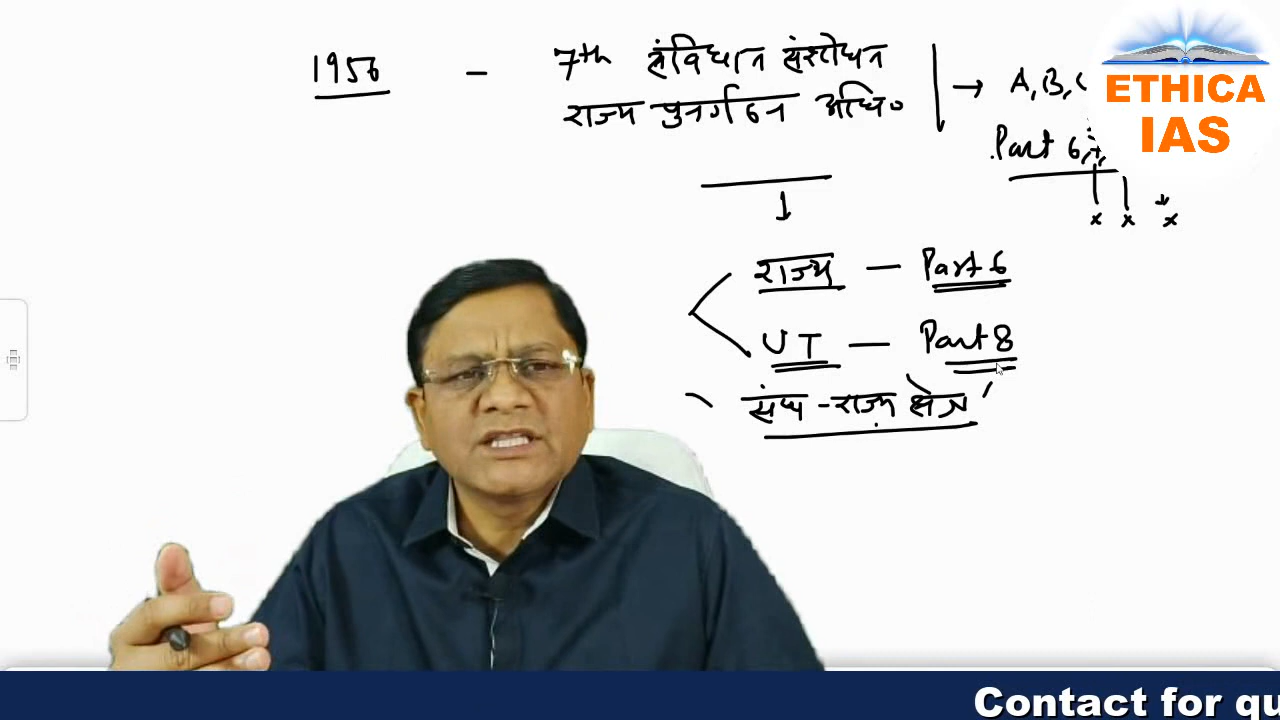 1956 - 7th संविधान संशोधन → A, B, C
राज्य पुनर्गठन अधि०
Part 6, 7,
ETHICA
IAS
राज्य - Part 6
UT - Part 8
संघ-राज्य क्षेत्र
Contact for qu